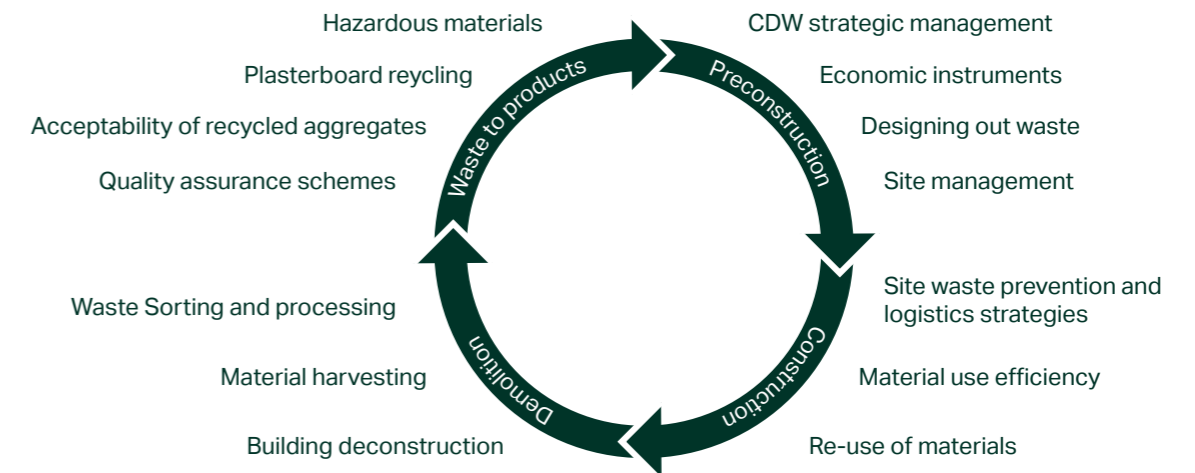 Hazardous materials
Plasterboard reycling
Acceptability of recycled aggregates
Quality assurance schemes
Waste to products
CDW strategic management
Economic instruments
Designing out waste
Site management
Preconstruction
Site waste prevention and
logistics strategies
Material use efficiency
Re-use of materials
Construction
Waste Sorting and processing
Material harvesting
Building deconstruction
Demolition